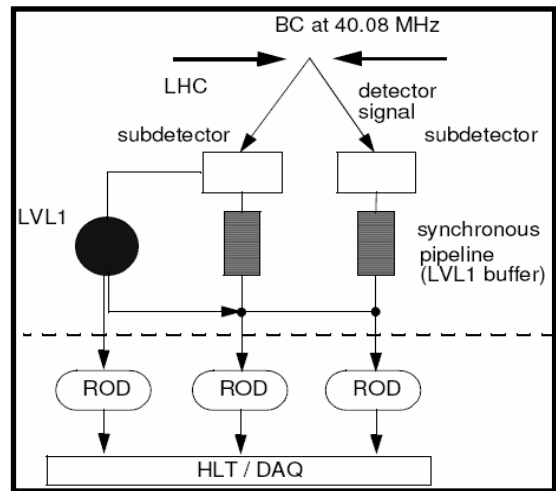 BC at 40.08 MHz
LHC
detector
signal
subdetector
subdetector
LVL1
synchronous
pipeline
(LVL1 buffer)
ROD
ROD
ROD
HLT / DAQ